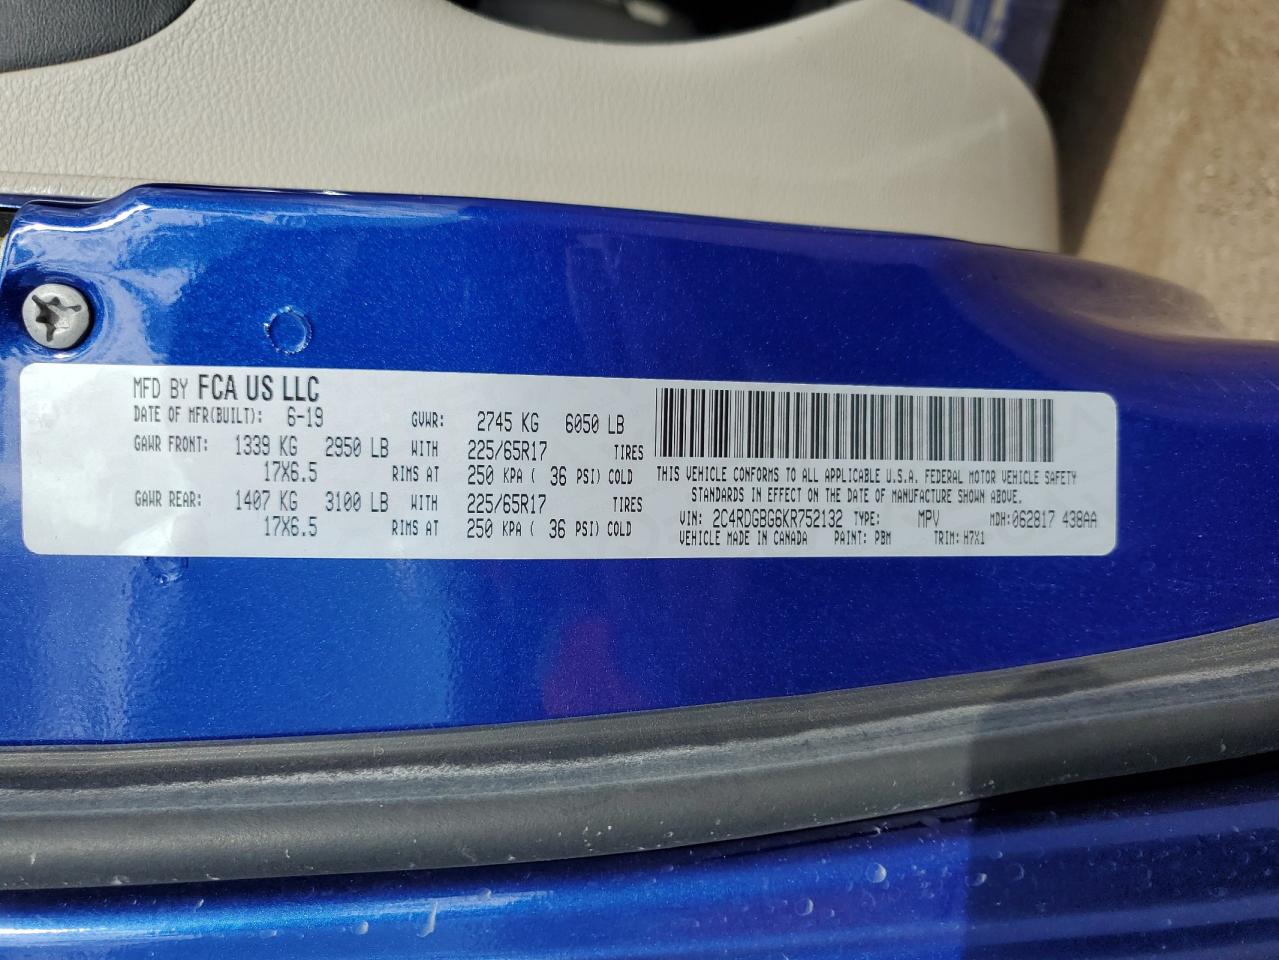 MFD BY FCA US LLC
DATE OF MFR(BUILT): 6-19 GVWR: 2745 KG 6050 LB
GAWR FRONT: 1339 KG 2950 LB WITH 225/65R17 TIRES
17X6.5 RIMS AT 250 KPA ( 36 PSI) COLD
GAWR REAR: 1407 KG 3100 LB WITH 225/65R17 TIRES
17X6.5 RIMS AT 250 KPA ( 36 PSI) COLD
THIS VEHICLE CONFORMS TO ALL APPLICABLE U.S.A. FEDERAL MOTOR VEHICLE SAFETY
STANDARDS IN EFFECT ON THE DATE OF MANUFACTURE SHOWN ABOVE.
VIN: 2C4RDGBG6KR752132 TYPE: MPV MDH:062817 438AA
VEHICLE MADE IN CANADA PAINT: PBM TRIM: H7X1